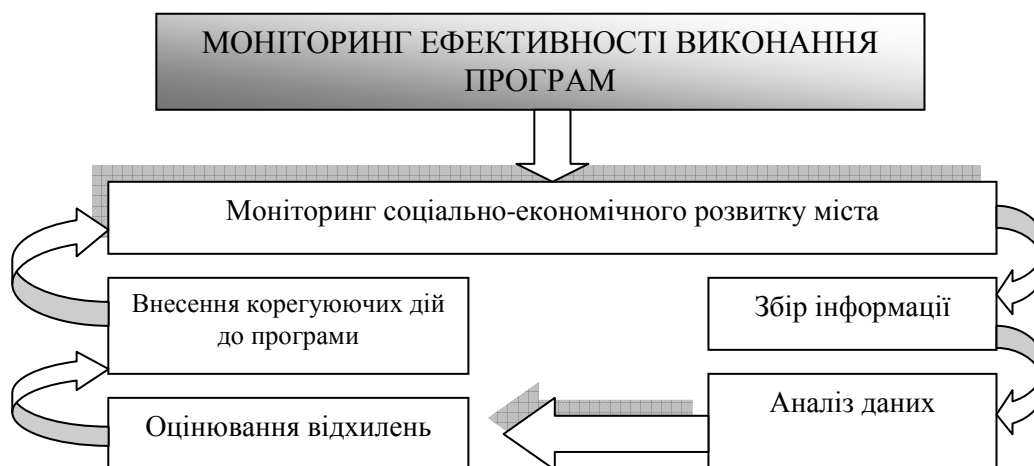 МОНІТОРИНГ ЕФЕКТИВНОСТІ ВИКОНАННЯ
ПРОГРАМ
Моніторинг соціально-економічного розвитку міста
Внесення корегуюючих дій
до програми
Збір інформації
Аналіз даних
Оцінювання відхилень